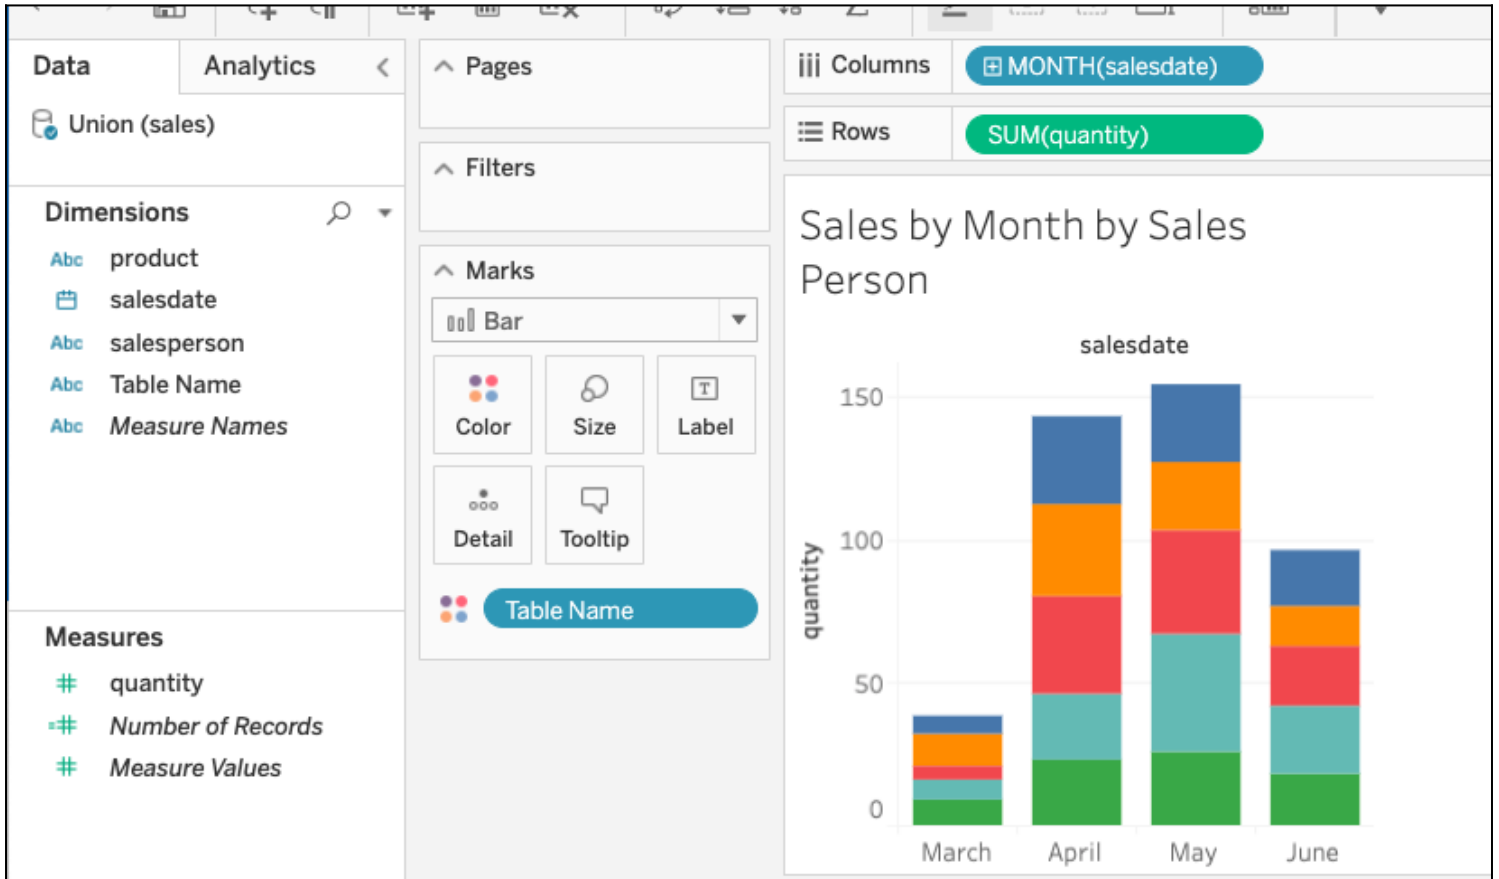 Data
Analytics
Union (sales)
Dimensions
Abc product
salesdate
Abc salesperson
Abc Table Name
Abc Measure Names
Measures
quantity
Number of Records
Measure Values
Pages
Filters
Marks
Bar
Color
Size
T
Label
Detail
Tooltip
Table Name
Columns
MONTH(salesdate)
Rows
SUM(quantity)
Sales by Month by Sales
Person
salesdate
quantity
150
100
50
0
March
April
May
June